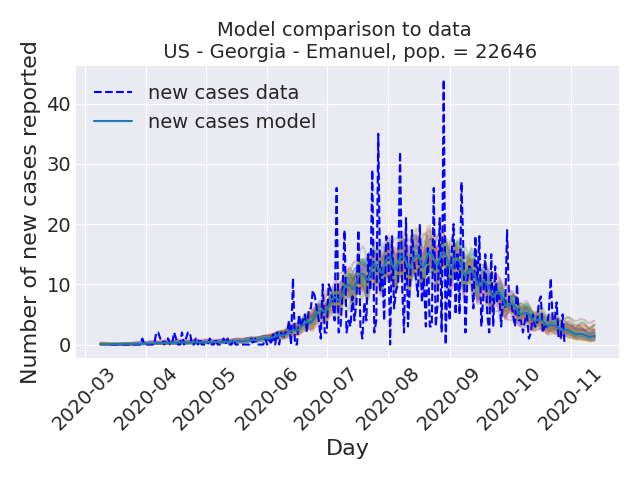 Model comparison to data
US - Georgia - Emanuel, pop. = 22646
Number of new cases reported
40
30
20
10
0
new cases data
new cases model
2020-03
2020-04
2020-05
2020-06
2020-07
2020-08
2020-09
2020-10
2020-11
Day